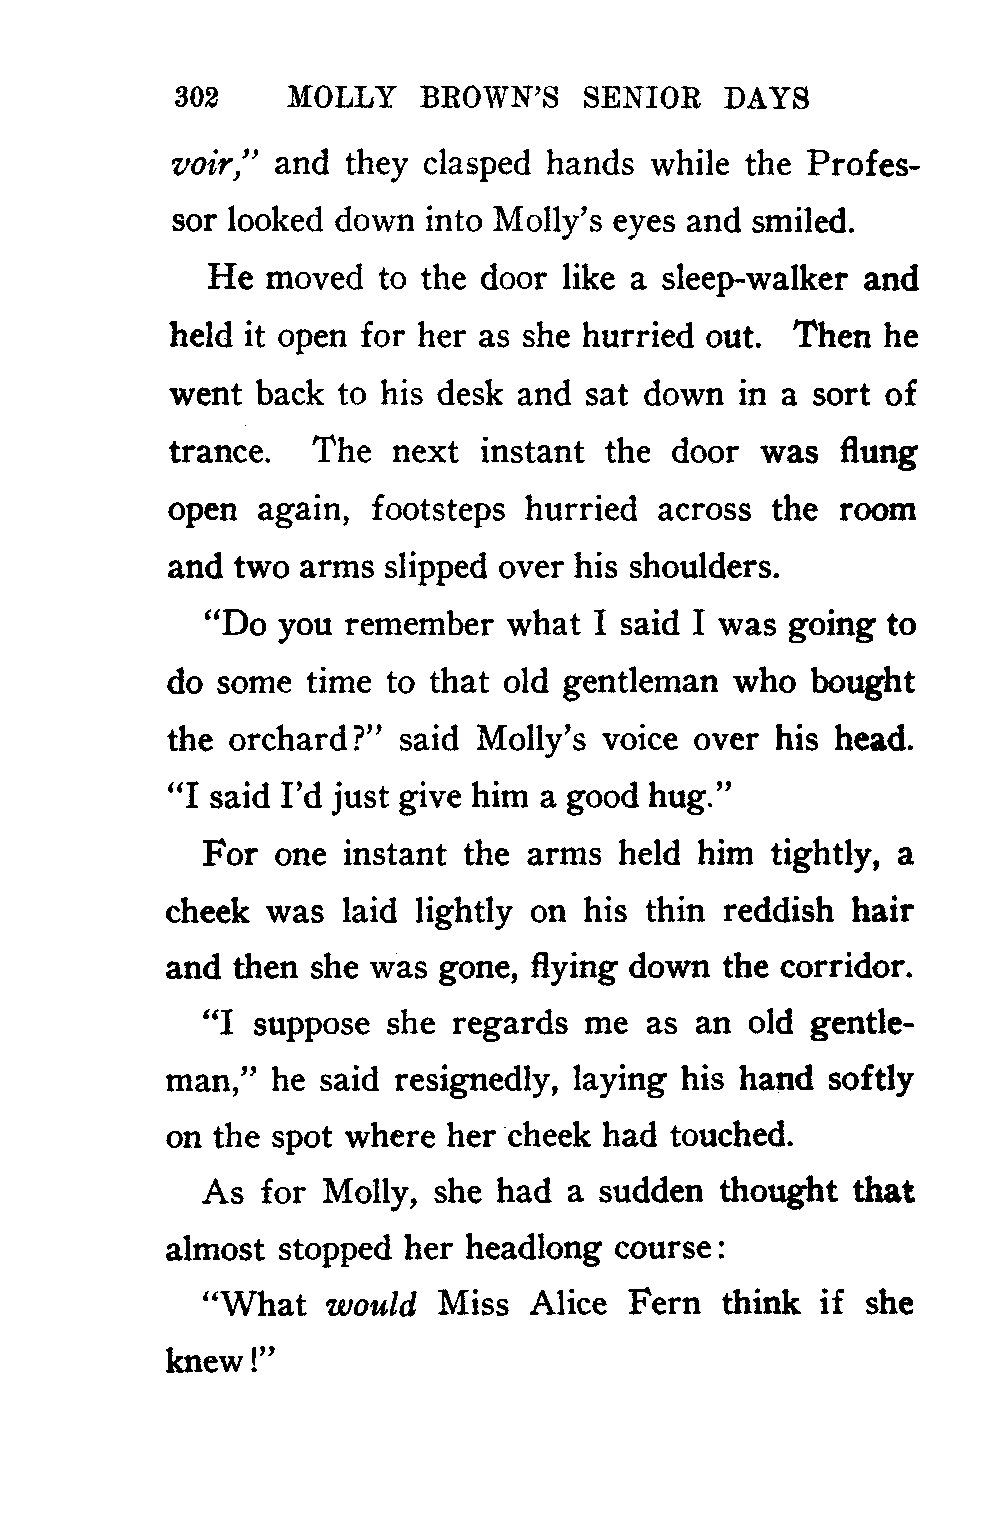 302 MOLLY BROWN'S SENIOR DAYS
voir," and they clasped hands while the Profes-
sor looked down into Molly's eyes and smiled.
He moved to the door like a sleep-walker and
held it open for her as she hurried out. Then he
went back to his desk and sat down in a sort of
trance. The next instant the door was flung
open again, footsteps hurried across the room
and two arms slipped over his shoulders.
"Do you remember what I said I was going to
do some time to that old gentleman who bought
the orchard?" said Molly's voice over his head.
"I said I'd just give him a good hug."
For one instant the arms held him tightly, a
cheek was laid lightly on his thin reddish hair
and then she was gone, flying down the corridor.
"I suppose she regards me as an old gentle-
man," he said resignedly, laying his hand softly
on the spot where her cheek had touched.
As for Molly, she had a sudden thought that
almost stopped her headlong course:
"What would Miss Alice Fern think if she
knew!"